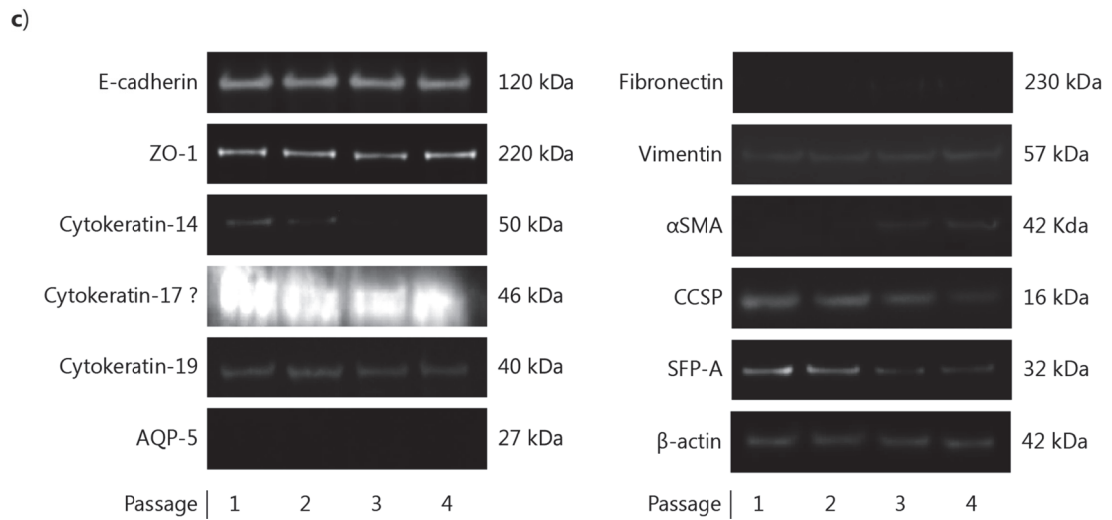 c)
E-cadherin 120 kDa
ZO-1 220 kDa
Cytokeratin-14 50 kDa
Cytokeratin-17 ? 46 kDa
Cytokeratin-19 40 kDa
AQP-5 27 kDa
Passage 1 2 3 4
Fibronectin 230 kDa
Vimentin 57 kDa
αSMA 42 Kda
CCSP 16 kDa
SFP-A 32 kDa
β-actin 42 kDa
Passage 1 2 3 4